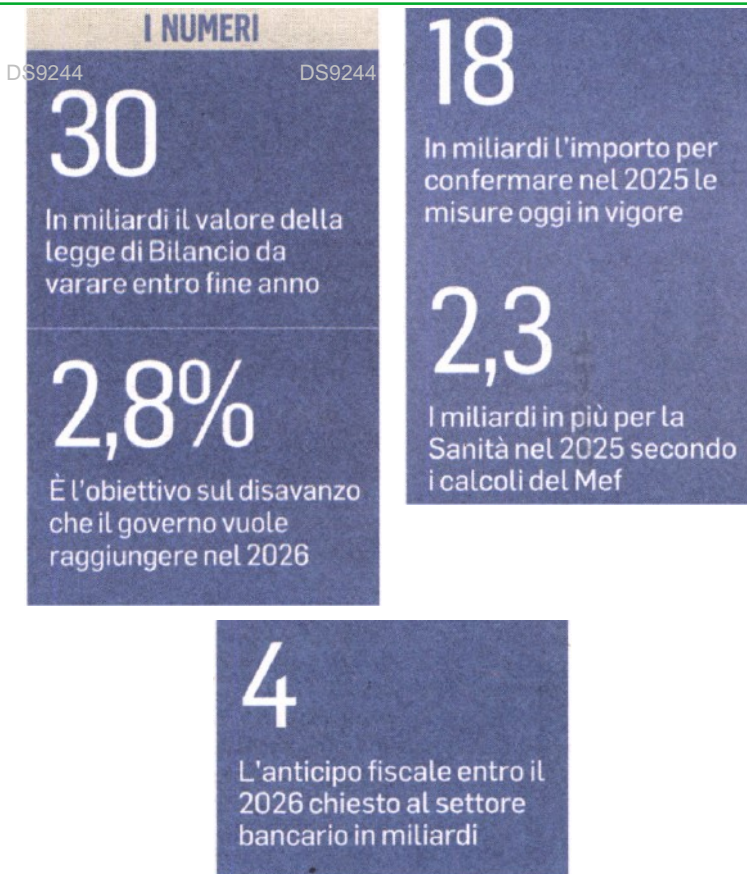 I NUMERI
DS9244 DS9244
30
In miliardi il valore della
legge di Bilancio da
varare entro fine anno
2,8%
È l'obiettivo sul disavanzo
che il governo vuole
raggiungere nel 2026
18
In miliardi l'importo per
confermare nel 2025 le
misure oggi in vigore
2,3
I miliardi in più per la
Sanità nel 2025 secondo
i calcoli del Mef
4
L'anticipo fiscale entro il
2026 chiesto al settore
bancario in miliardi